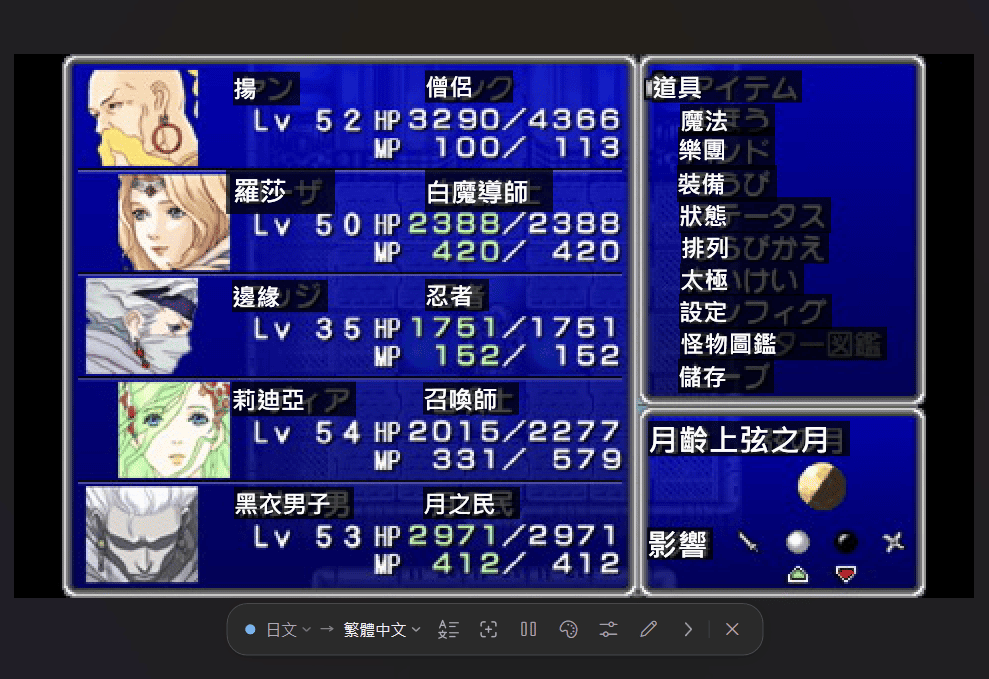 揚 僧侶
Lv 52 HP 3290/4366
MP 100/ 113
羅莎 白魔導師
Lv 50 HP 2388/2388
MP 420/ 420
邊緣 忍者
Lv 35 HP 1751/1751
MP 152/ 152
莉迪亞 召喚師
Lv 54 HP 2015/2277
MP 331/ 579
黑衣男子 月之民
Lv 53 HP 2971/2971
MP 412/ 412
道具
魔法
樂團
裝備
狀態
排列
太極
設定
怪物圖鑑
儲存
月齡上弦之月
影響
日文 → 繁體中文